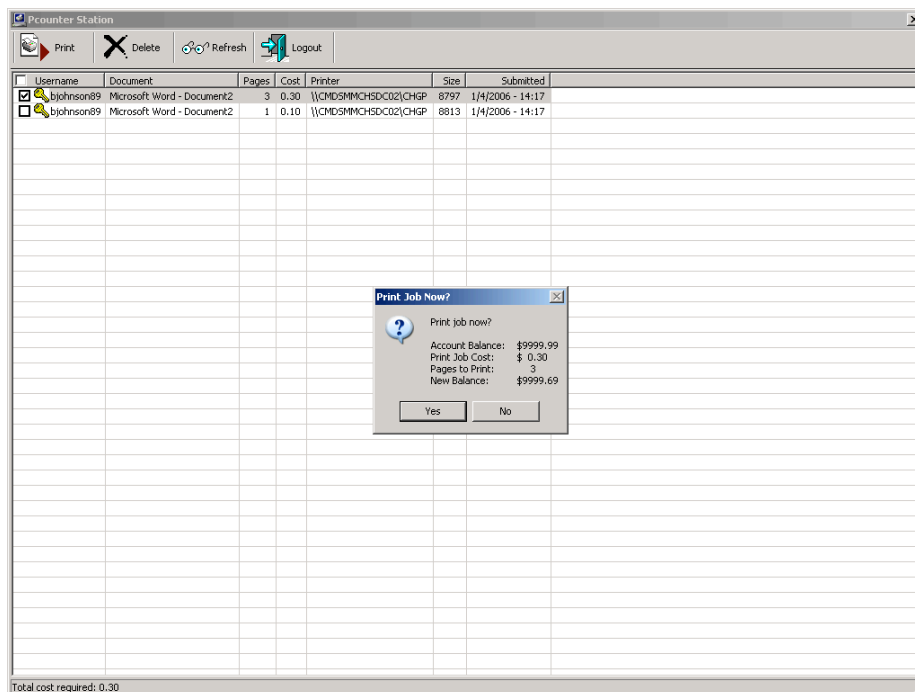 Pcounter Station
Print Delete Refresh Logout
Username Document Pages Cost Printer Size Submitted
bjohnson89 Microsoft Word - Document2 3 0.30 \\CMDSMMCHSDC02\CHGP 8797 1/4/2006 - 14:17
bjohnson89 Microsoft Word - Document2 1 0.10 \\CMDSMMCHSDC02\CHGP 8813 1/4/2006 - 14:17
Print Job Now?
Print job now?
Account Balance: $9999.99
Print Job Cost: $ 0.30
Pages to Print: 3
New Balance: $9999.69
Yes No
Total cost required: 0.30